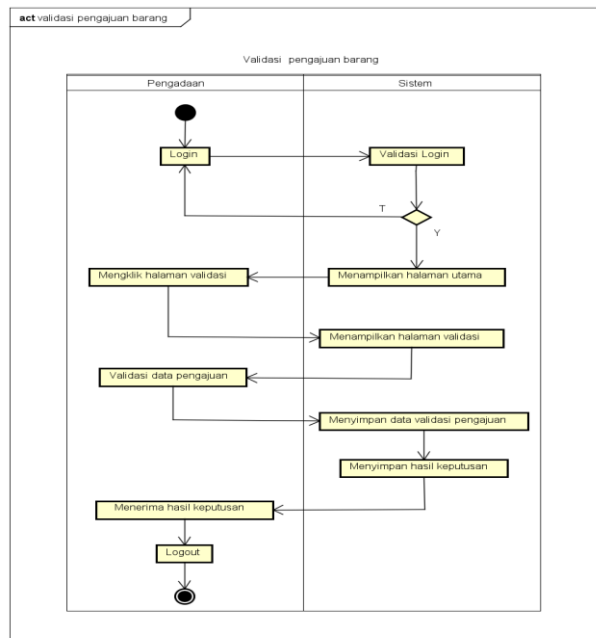 act validasi pengajuan barang
Validasi pengajuan barang
Pengadaan
Sistem
Login
Validasi Login
T
Y
Mengklik halaman validasi
Menampilkan halaman utama
Menampilkan halaman validasi
Validasi data pengajuan
Menyimpan data validasi pengajuan
Menyimpan hasil keputusan
Menerima hasil keputusan
Logout